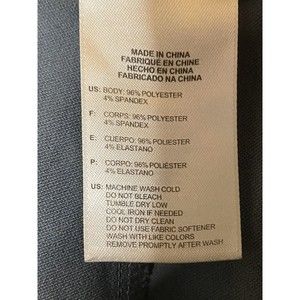 MADE IN CHINA
FABRIQUÉ EN CHINE
HECHO EN CHINA
FABRICADO NA CHINA
US: BODY: 96% POLYESTER
4% SPANDEX
F: CORPS: 96% POLYESTER
4% ELASTHANNE
E: CUERPO: 96% POLIESTER
4% ELASTANO
P: CORPO: 96% POLIÉSTER
4% ELASTANO
US: MACHINE WASH COLD
DO NOT BLEACH
TUMBLE DRY LOW
COOL IRON IF NEEDED
DO NOT DRY CLEAN
DO NOT USE FABRIC SOFTENER
WASH WITH LIKE COLORS
REMOVE PROMPTLY AFTER WASH